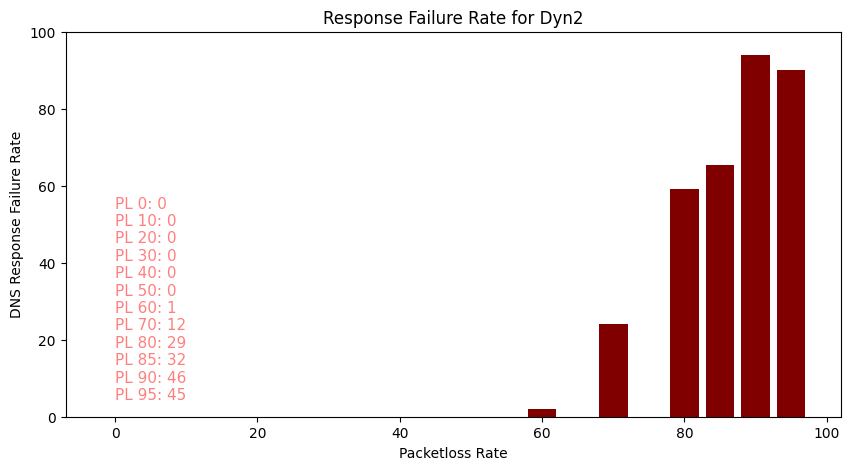 Response Failure Rate for Dyn2
DNS Response Failure Rate
100
80
60
40
20
0
PL 0: 0
PL 10: 0
PL 20: 0
PL 30: 0
PL 40: 0
PL 50: 0
PL 60: 1
PL 70: 12
PL 80: 29
PL 85: 32
PL 90: 46
PL 95: 45
0 20 40 60 80 100
Packetloss Rate